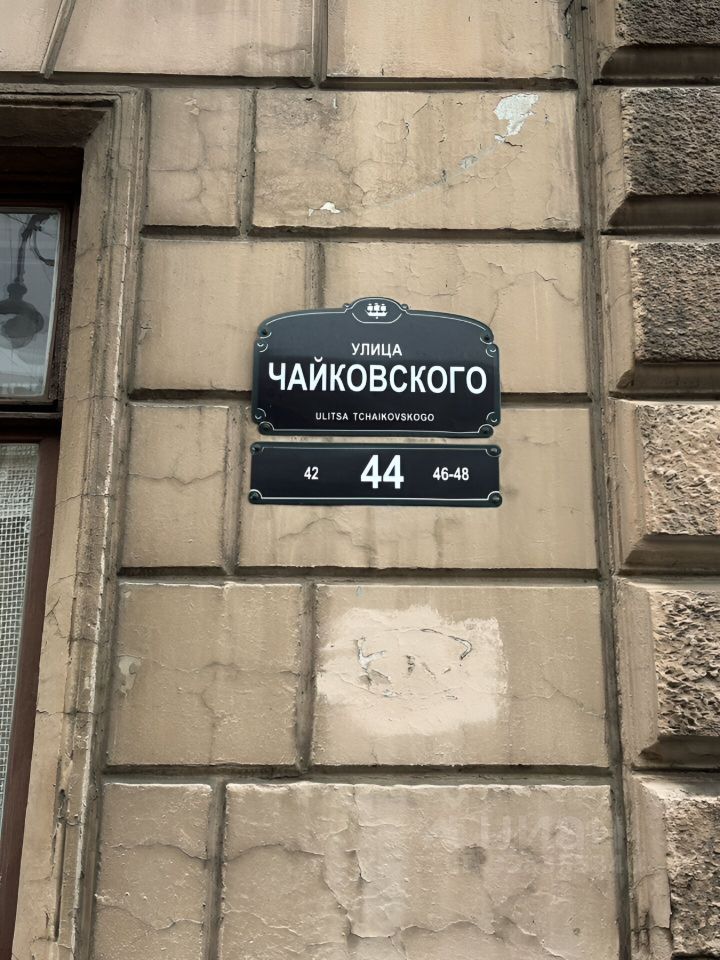 УЛИЦА
ЧАЙКОВСКОГО
ULITSA TCHAIKOVSKOGO
42 44 46-48